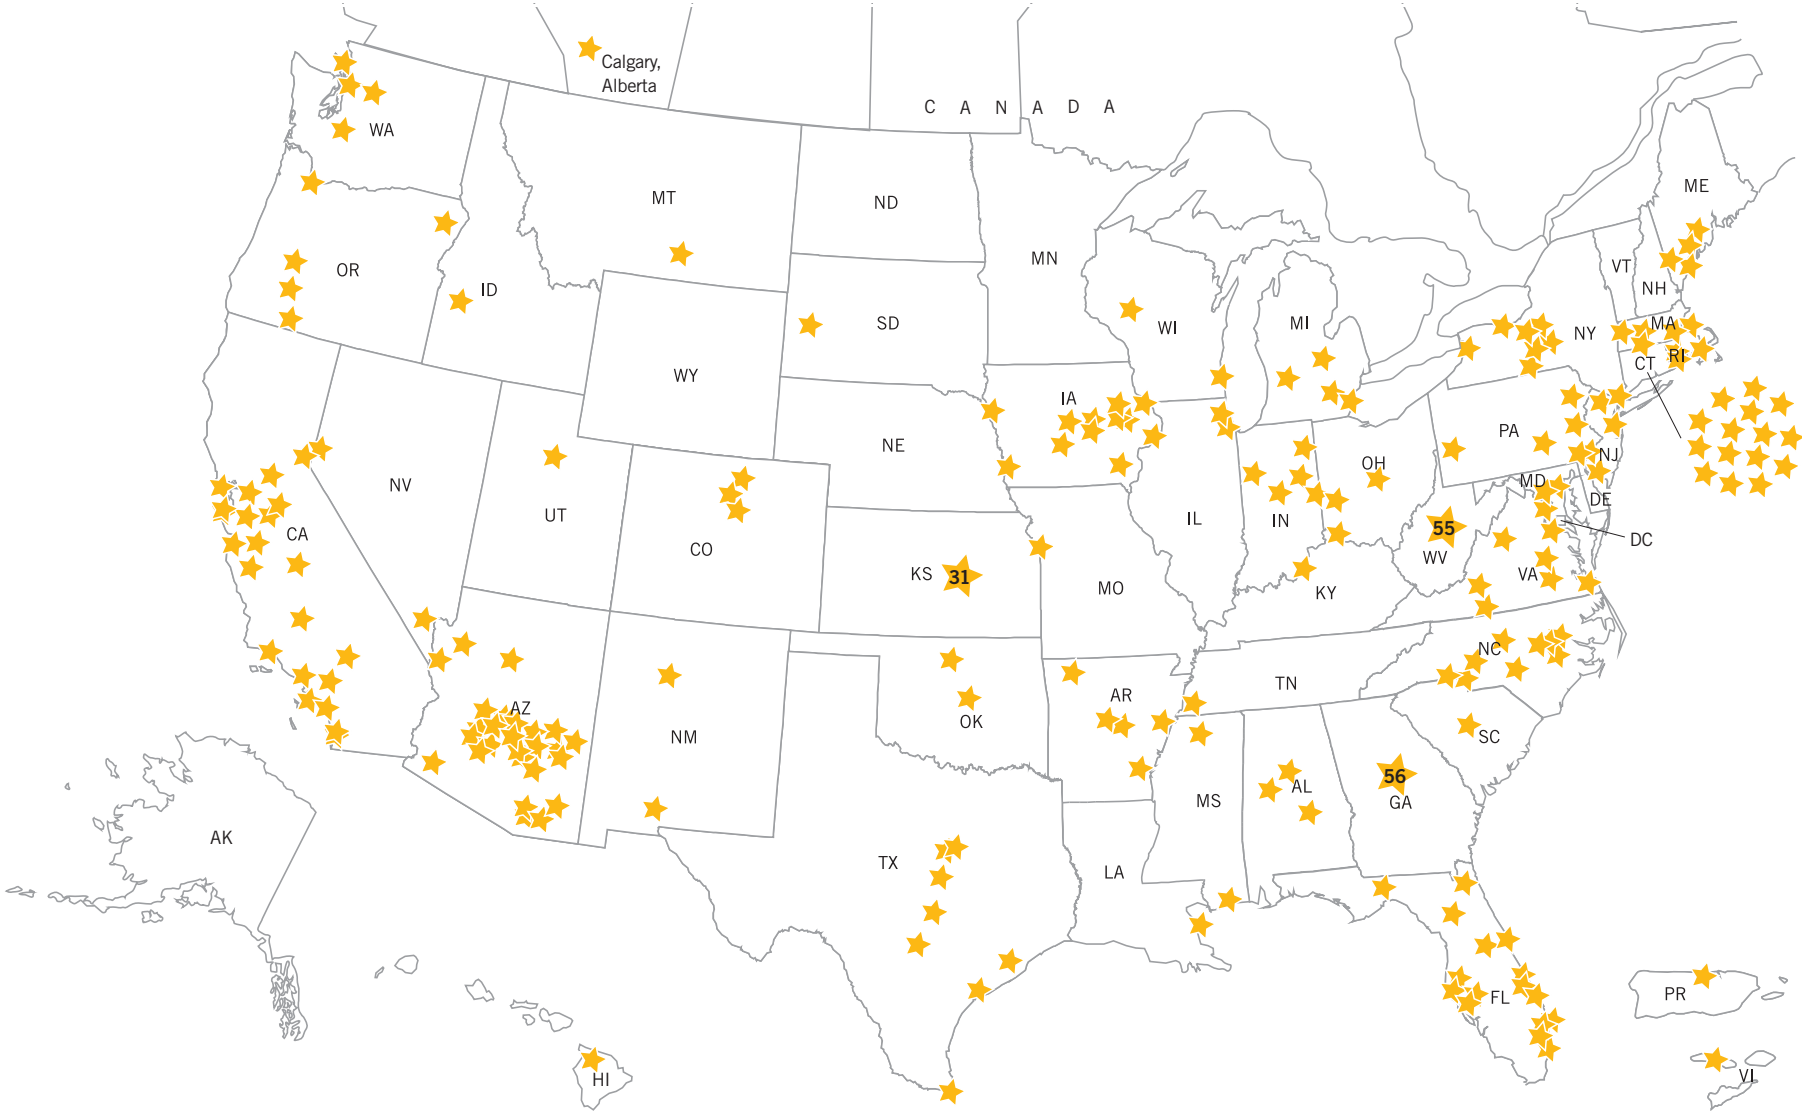 Calgary,
Alberta
C A N A D A
WA
MT
ND
ME
OR
ID
MN
VT
NH
SD
WI
MI
NY
MA
WY
CT
RI
IA
NE
PA
OH
NJ
NV
UT
CO
IL
IN
MD
DE
CA
55
WV
DC
KS
31
MO
KY
VA
NC
AZ
NM
OK
AR
TN
SC
AK
TX
LA
MS
AL
56
GA
FL
PR
HI
VI